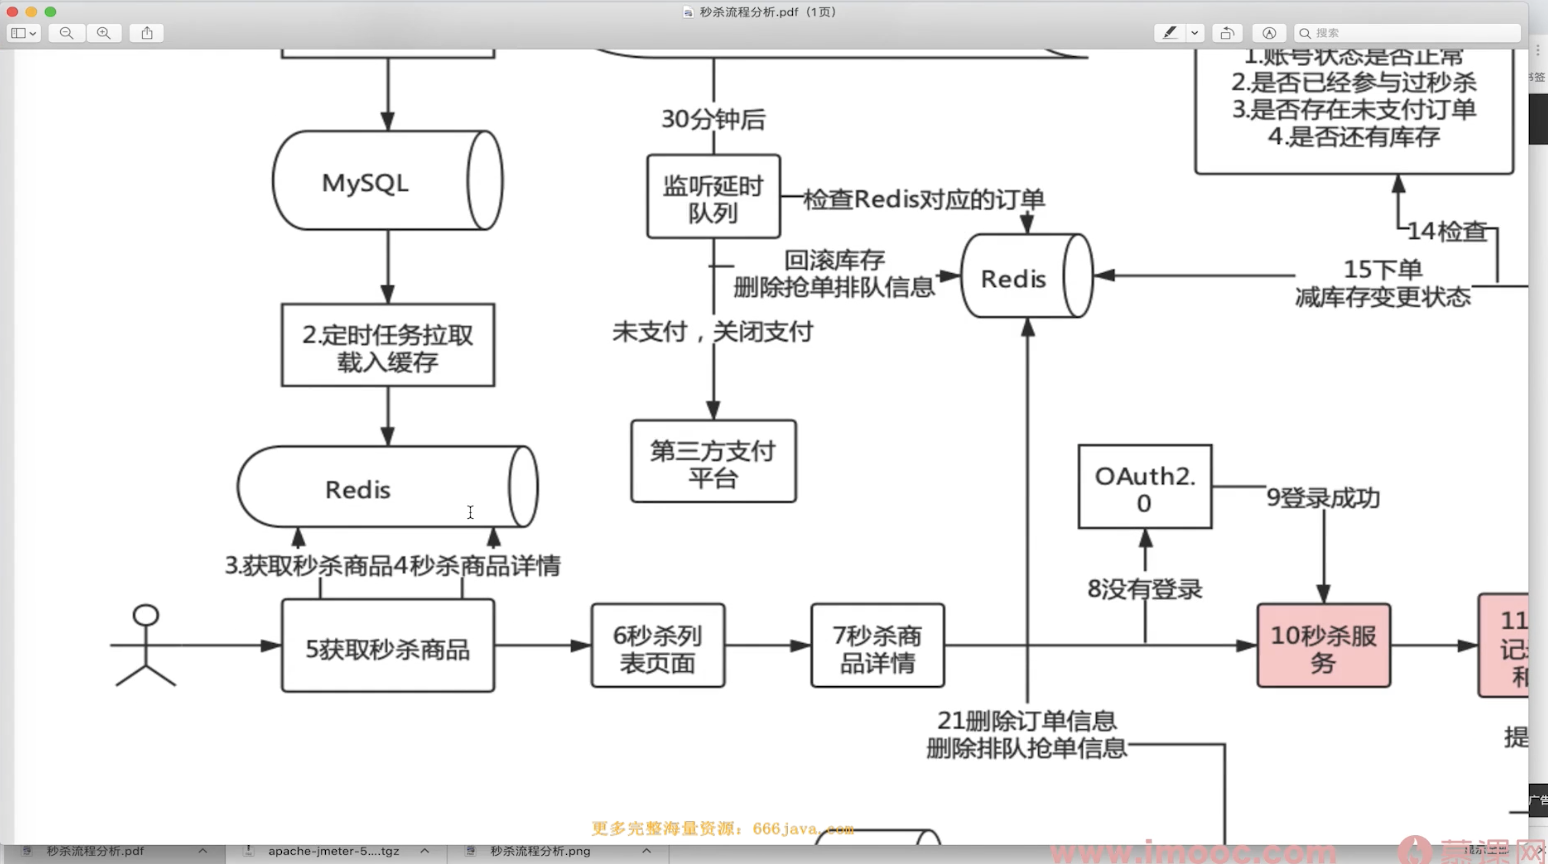 秒杀流程分析.pdf（1页）
搜索
1.账号状态是否正常
2.是否已经参与过秒杀
3.是否存在未支付订单
4.是否还有库存
30分钟后
MySQL
监听延时
队列
检查Redis对应的订单
14检查
回滚库存
删除抢单排队信息
Redis
15下单
减库存变更状态
2.定时任务拉取
载入缓存
未支付，关闭支付
第三方支付
平台
OAuth2.
0
9登录成功
Redis
3.获取秒杀商品4秒杀商品详情
8没有登录
5获取秒杀商品
6秒杀列
表页面
7秒杀商
品详情
10秒杀服
务
11
21删除订单信息
删除排队抢单信息
提
更多完整海量资源：666java.com
秒杀流程分析.pdf
apache-jmeter-5....tgz
秒杀流程分析.png
www.imooc.com
慕课网
广告